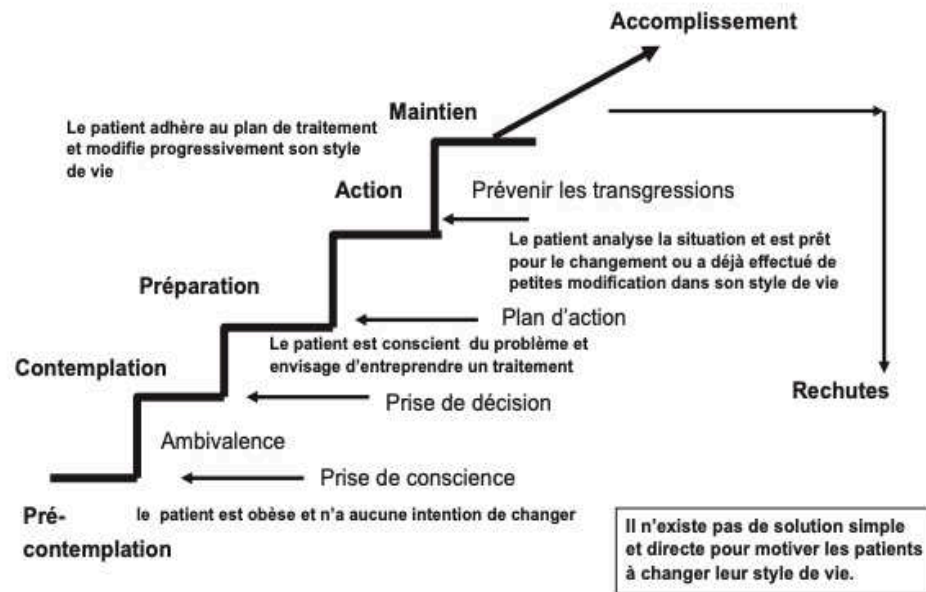 Accomplissement
Maintien
Le patient adhère au plan de traitement
et modifie progressivement son style
de vie
Action
Prévenir les transgressions
Le patient analyse la situation et est prêt
pour le changement ou a déjà effectué de
petites modification dans son style de vie
Préparation
Plan d'action
Le patient est conscient du problème et
envisage d'entreprendre un traitement
Contemplation
Rechutes
Prise de décision
Ambivalence
Prise de conscience
Pré-
contemplation
le patient est obèse et n'a aucune intention de changer
Il n'existe pas de solution simple
et directe pour motiver les patients
à changer leur style de vie.